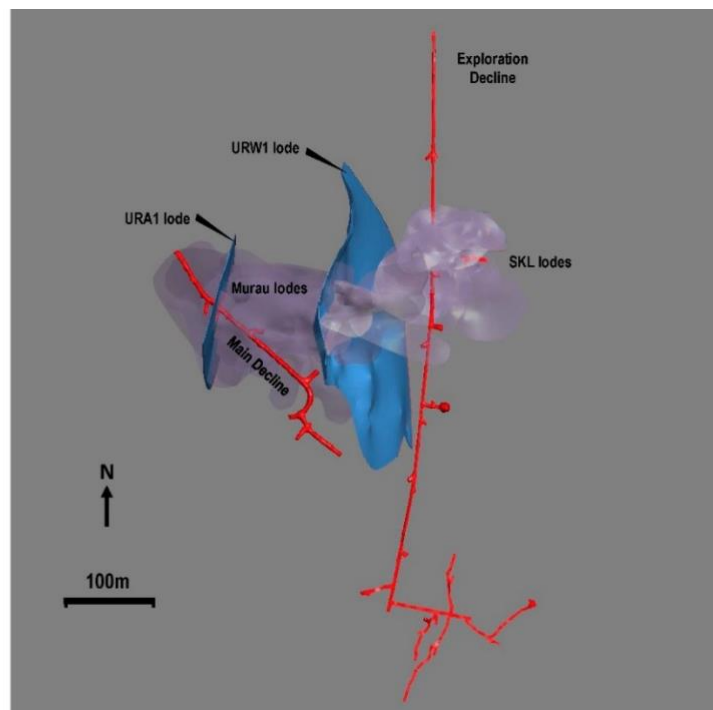 Exploration
Decline
URW1 lode
URA1 lode
SKL lodes
Murau lodes
Main Decline
N
100m